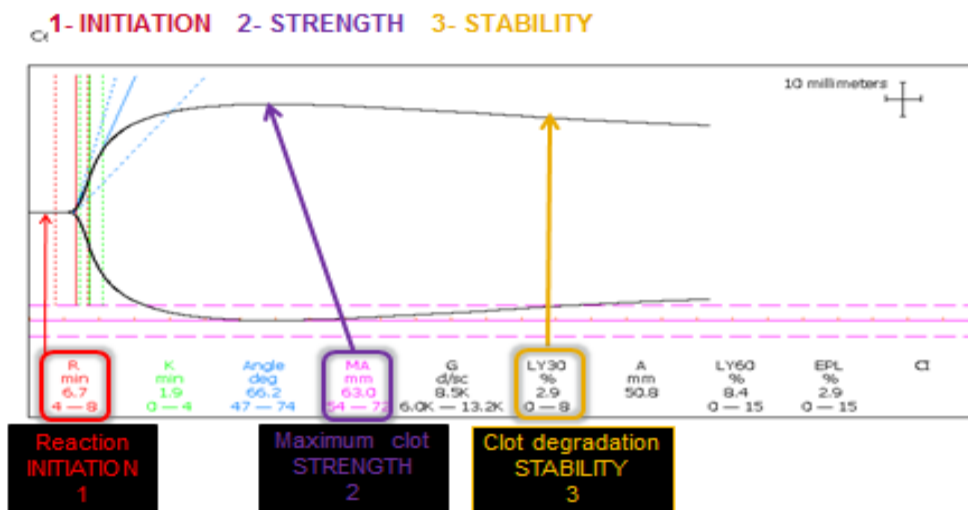 1- INITIATION 2- STRENGTH 3- STABILITY
10 millimeters
R K Angle MA G LY30 A LY60 EPL CI
min min deg mm d/sc % mm % %
6.7 1.9 66.2 63.0 8.5K 2.9 50.8 8.4 2.9
4 — 8 0 — 4 47 — 74 54 — 72 6.0K — 13.2K 0 — 8 0 — 15 0 — 15
Reaction
INITIATION
1
Maximum clot
STRENGTH
2
Clot degradation
STABILITY
3